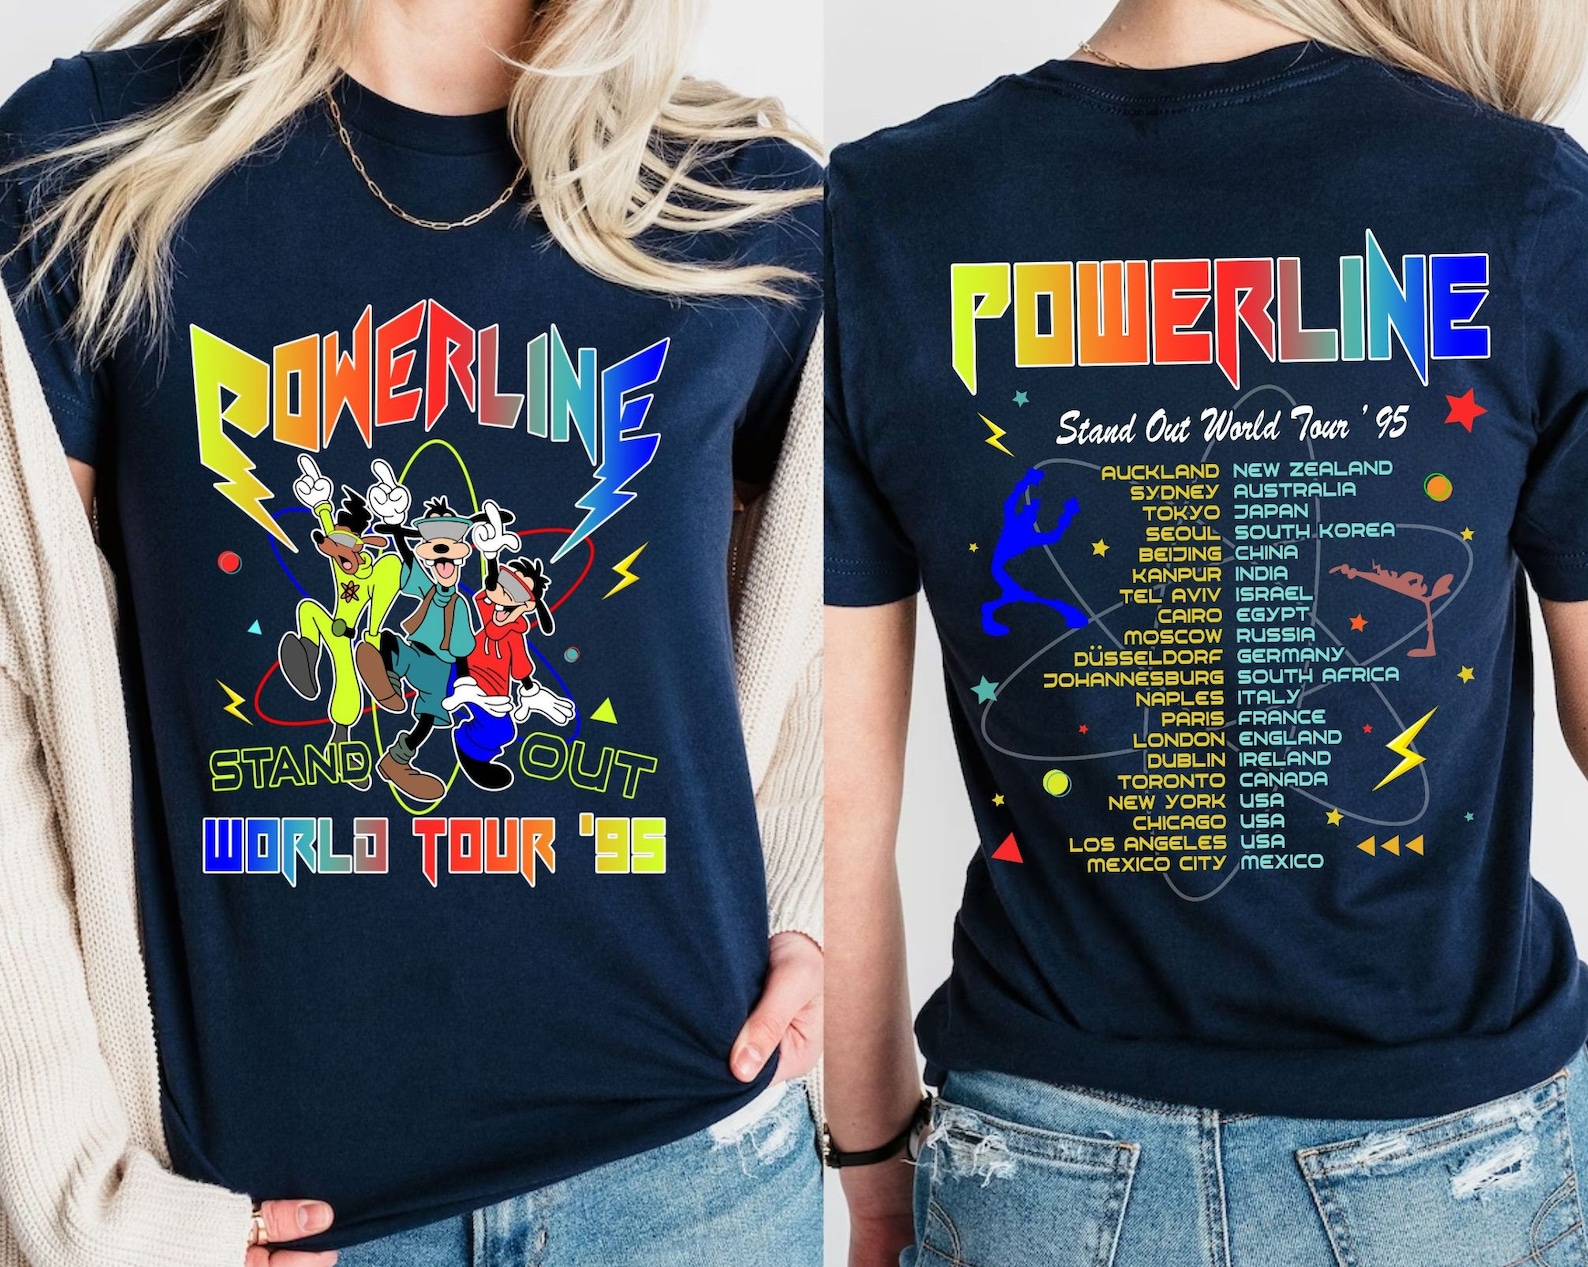 POWERLINE
STAND OUT
WORLD TOUR '95
POWERLINE
Stand Out World Tour '95
AUCKLAND NEW ZEALAND
SYDNEY AUSTRALIA
TOKYO JAPAN
SEOUL SOUTH KOREA
BEIJING CHINA
KANPUR INDIA
TEL AVIV ISRAEL
CAIRO EGYPT
MOSCOW RUSSIA
DÜSSELDORF GERMANY
JOHANNESBURG SOUTH AFRICA
NAPLES ITALY
PARIS FRANCE
LONDON ENGLAND
DUBLIN IRELAND
TORONTO CANADA
NEW YORK USA
CHICAGO USA
LOS ANGELES USA
MEXICO CITY MEXICO